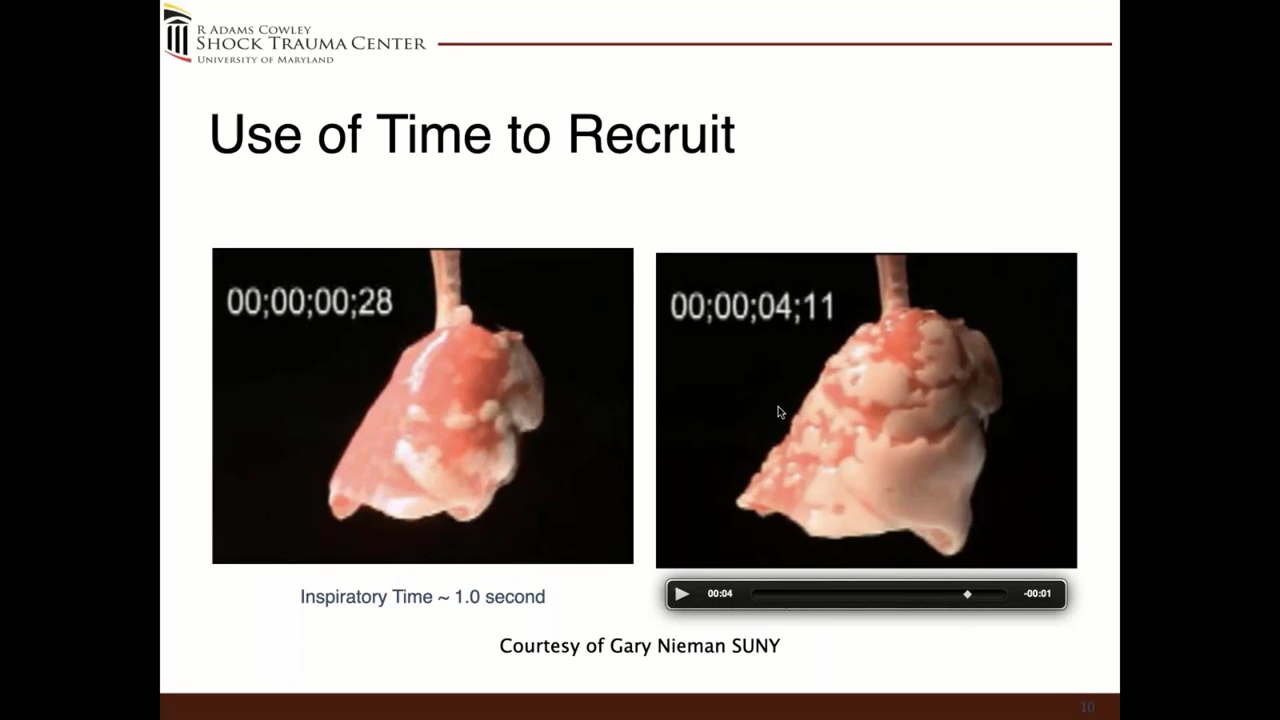 R ADAMS COWLEY
SHOCK TRAUMA CENTER
UNIVERSITY OF MARYLAND
Use of Time to Recruit
00;00;00;28
00;00;04;11
Inspiratory Time ~ 1.0 second
00:04
-00:01
Courtesy of Gary Nieman SUNY
10